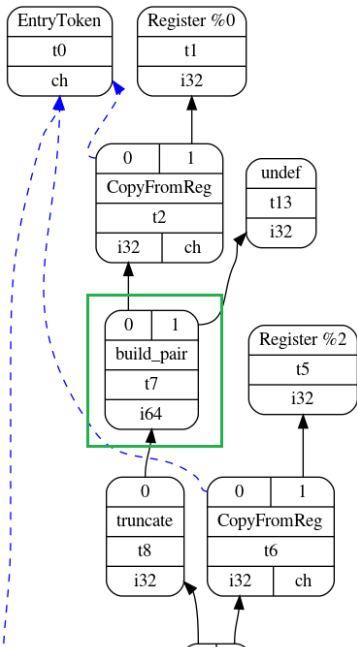 EntryToken
t0
ch
Register %0
t1
i32
0 1
CopyFromReg
t2
i32 ch
undef
t13
i32
0 1
build_pair
t7
i64
Register %2
t5
i32
0
truncate
t8
i32
0 1
CopyFromReg
t6
i32 ch